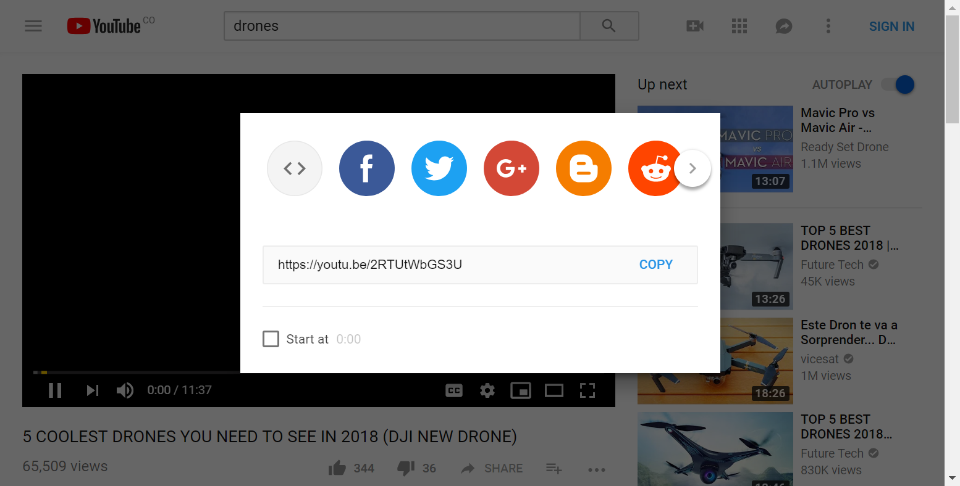 YouTube CO
drones
SIGN IN
Up next
AUTOPLAY
MAVIC PRO
VS
MAVIC AIR
13:07
Mavic Pro vs
Mavic Air -...
Ready Set Drone
1.1M views
https://youtu.be/2RTUtWbGS3U
COPY
Start at 0:00
13:26
TOP 5 BEST
DRONES 2018 |...
Future Tech
45K views
18:26
Este Dron te va a
Sorprender... D...
vicesat
1M views
0:00 / 11:37
TOP 5 BEST
DRONES 2018...
Future Tech
830K views
5 COOLEST DRONES YOU NEED TO SEE IN 2018 (DJI NEW DRONE)
65,509 views
344
36
SHARE